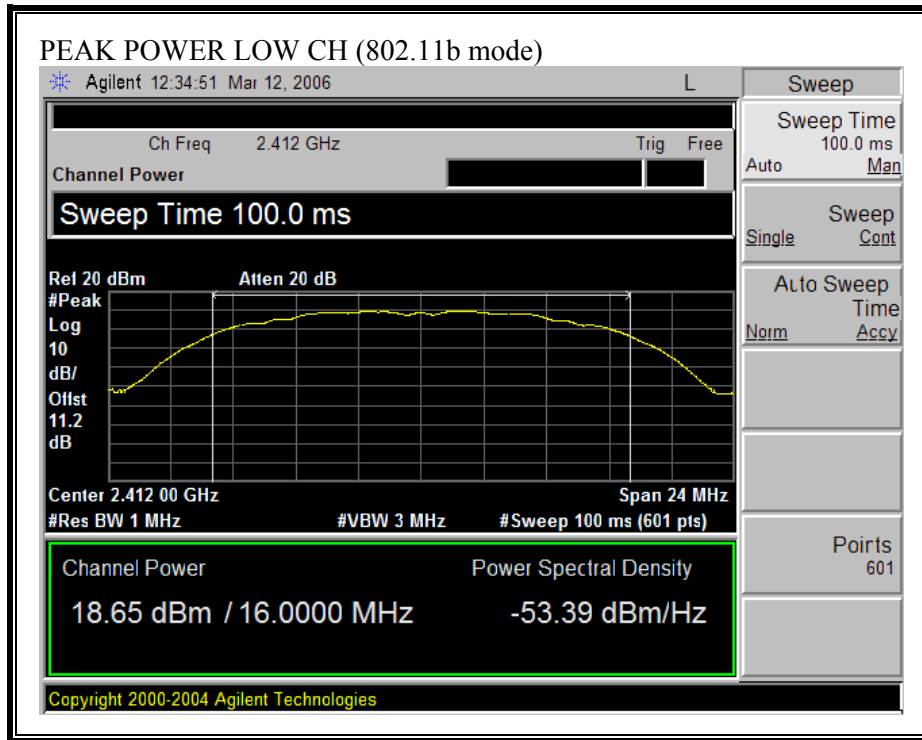 PEAK POWER LOW CH (802.11b mode)
Agilent 12:34:51 Mar 12, 2006 L
Sweep
Ch Freq 2.412 GHz Trig Free
Channel Power
Sweep Time 100.0 ms
Sweep Time
100.0 ms
Auto Man
Sweep
Single Cont
Auto Sweep
Time
Norm Accy
Points
601
Ref 20 dBm Atten 20 dB
#Peak
Log
10
dB/
Offst
11.2
dB
Center 2.412 00 GHz Span 24 MHz
#Res BW 1 MHz #VBW 3 MHz #Sweep 100 ms (601 pts)
Channel Power Power Spectral Density
18.65 dBm / 16.0000 MHz -53.39 dBm/Hz
Copyright 2000-2004 Agilent Technologies